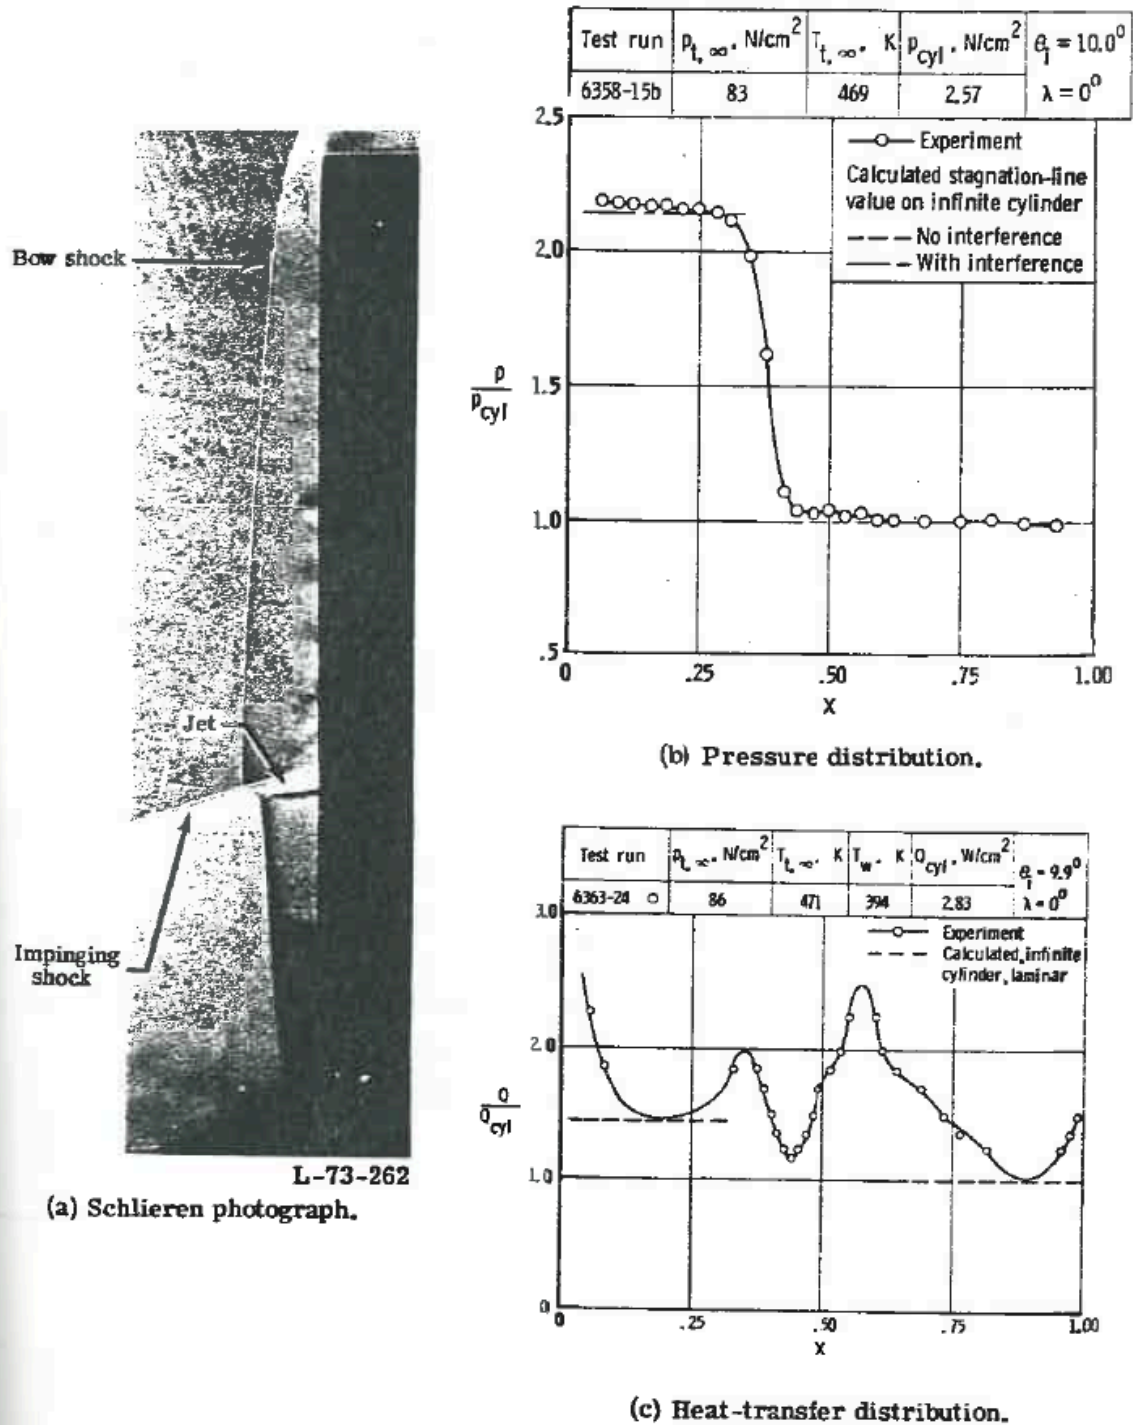 Bow shock
Jet
Impinging
shock
L-73-262
(a) Schlieren photograph.
Test run p_t,∞, N/cm² T_t,∞, K p_cyl, N/cm² θ_i = 10.0⁰
6358-15b 83 469 2.57 λ = 0⁰
2.5
2.0
1.5
1.0
.5
p
p_cyl
Experiment
Calculated stagnation-line
value on infinite cylinder
No interference
With interference
0 .25 .50 .75 1.00
X
(b) Pressure distribution.
Test run p_t,∞, N/cm² T_t,∞, K T_w, K Q_cyl, W/cm² θ_i = 9.9⁰
6363-24 86 471 394 2.83 λ = 0⁰
3.0
2.0
1.0
0
Q
Q_cyl
Experiment
Calculated, infinite
cylinder, laminar
0 .25 .50 .75 1.00
X
(c) Heat-transfer distribution.